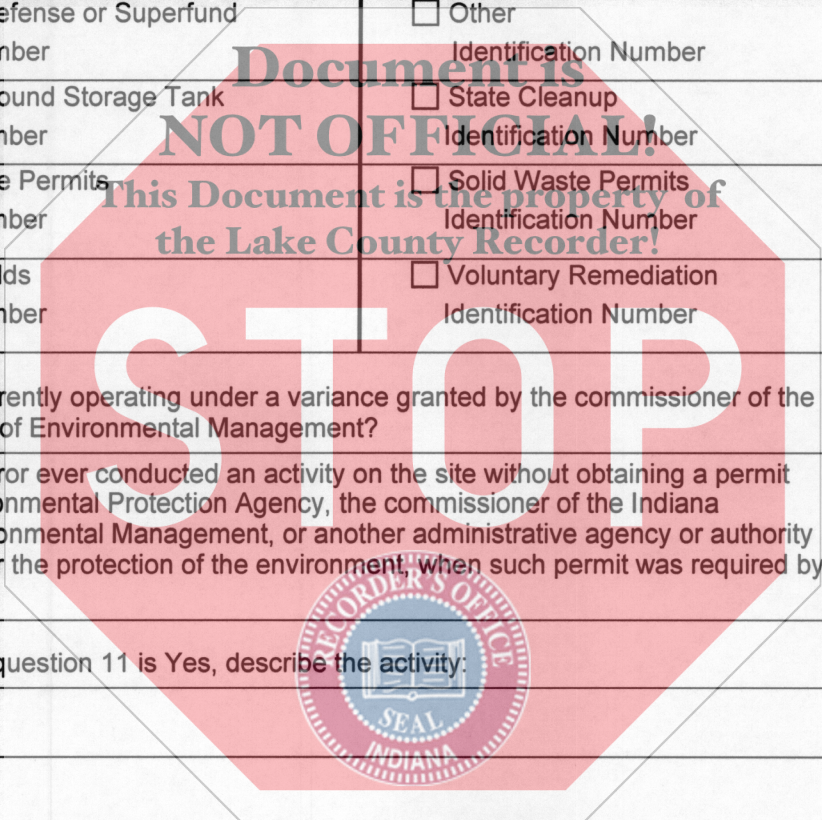 efense or Superfund
☐ Other
nber
Identification Number
Document is
NOT OFFICIAL!
This Document is the property of
the Lake County Recorder!
ound Storage Tank
☐ State Cleanup
nber
Identification Number
e Permits
☐ Solid Waste Permits
nber
Identification Number
lds
☐ Voluntary Remediation
nber
Identification Number
STOP
rently operating under a variance granted by the commissioner of the
of Environmental Management?
ror ever conducted an activity on the site without obtaining a permit
onmental Protection Agency, the commissioner of the Indiana
onmental Management, or another administrative agency or authority
the protection of the environment, when such permit was required by
question 11 is Yes, describe the activity:
RECORDER'S OFFICE
SEAL
INDIANA